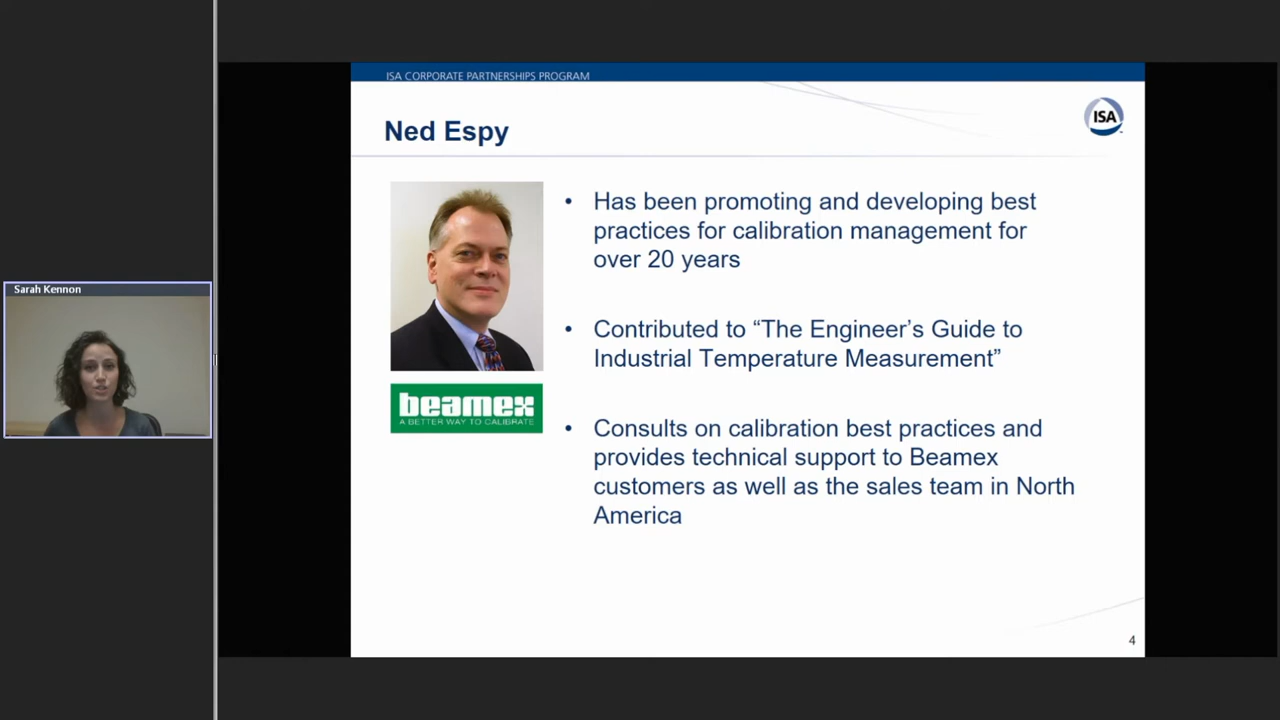 ISA CORPORATE PARTNERSHIPS PROGRAM
ISA
Ned Espy
• Has been promoting and developing best
practices for calibration management for
over 20 years
• Contributed to “The Engineer’s Guide to
Industrial Temperature Measurement”
• Consults on calibration best practices and
provides technical support to Beamex
customers as well as the sales team in North
America
beamex
A BETTER WAY TO CALIBRATE
Sarah Kennon
4